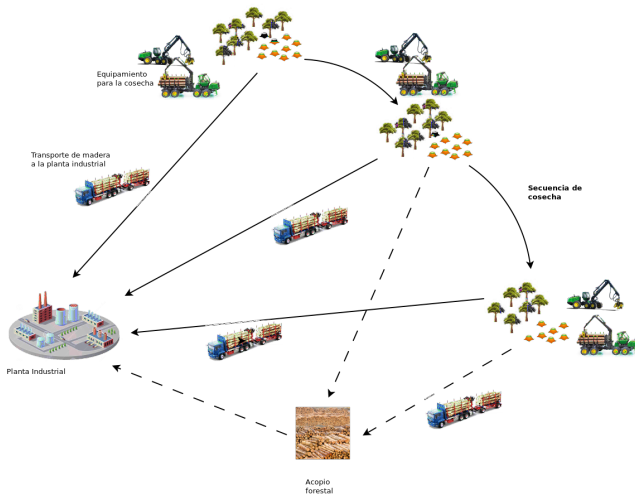 Equipamiento
para la cosecha
Transporte de madera
a la planta industrial
Secuencia de
cosecha
Planta Industrial
Acopio
forestal